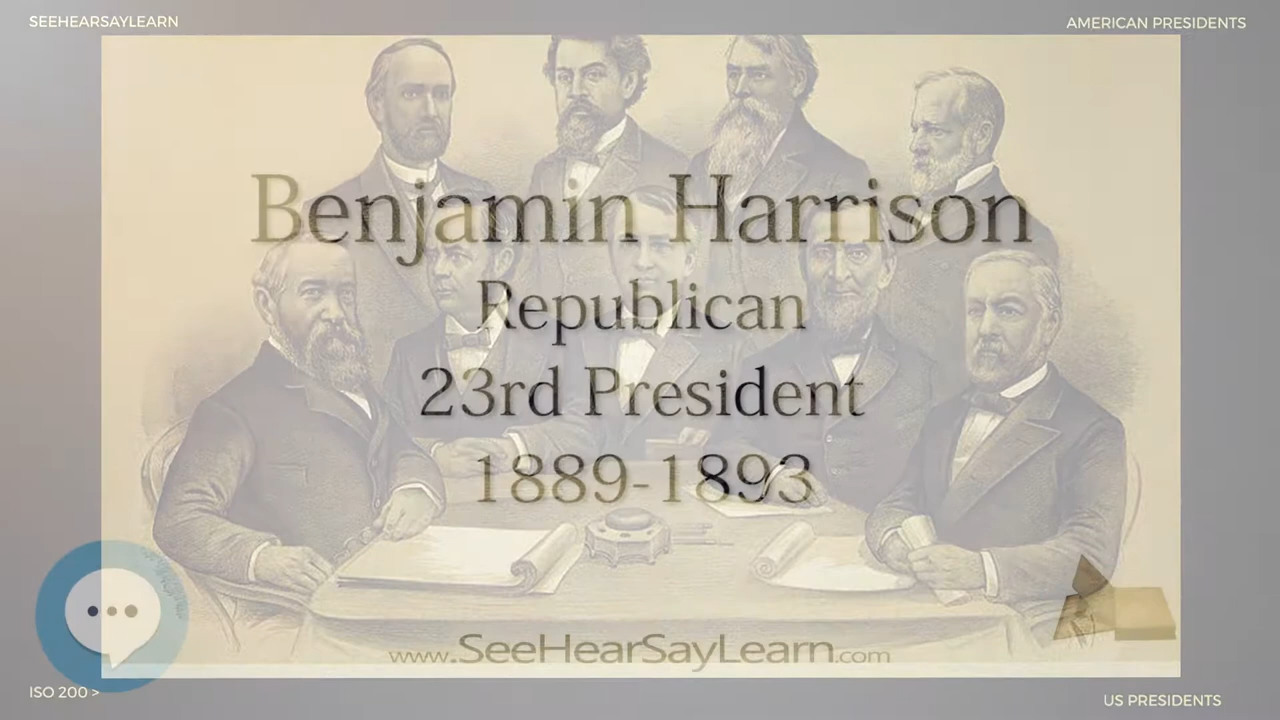 SEEHEARSAYLEARN
AMERICAN PRESIDENTS
Benjamin Harrison
Republican
23rd President
1889-1893
www.SeeHearSayLearn.com
ISO 200 >
US PRESIDENTS